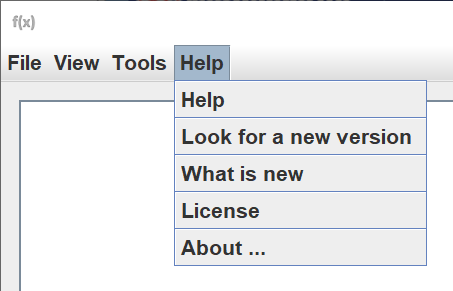 f(x)
File View Tools Help
Help
Look for a new version
What is new
License
About ...